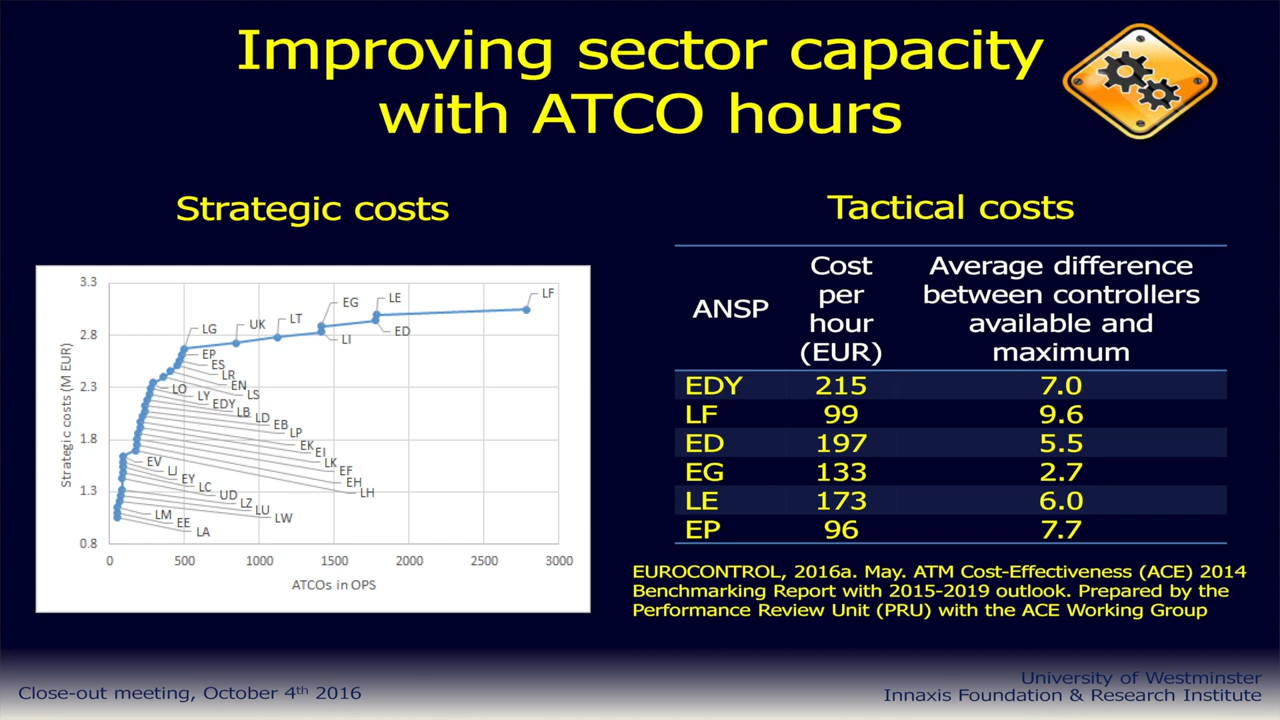 Improving sector capacity
with ATCO hours
Strategic costs
3.3
2.8
2.3
1.8
1.3
0.8
Strategic costs (M EUR)
0
500
1000
1500
2000
2500
3000
ATCOs in OPS
LF
LE
EG
ED
LT
LI
UK
LG
EP
ES
LR
EN
LS
LO
LY
EDY
LB
LD
EB
LP
EK
EI
LK
EF
EH
LH
EV
LJ
EY
LC
UD
LZ
LU
LW
LM
EE
LA
Tactical costs
ANSP
Cost
per
hour
(EUR)
Average difference
between controllers
available and
maximum
EDY 215 7.0
LF 99 9.6
ED 197 5.5
EG 133 2.7
LE 173 6.0
EP 96 7.7
EUROCONTROL, 2016a. May. ATM Cost-Effectiveness (ACE) 2014
Benchmarking Report with 2015-2019 outlook. Prepared by the
Performance Review Unit (PRU) with the ACE Working Group
Close-out meeting, October 4th 2016
University of Westminster
Innaxis Foundation & Research Institute